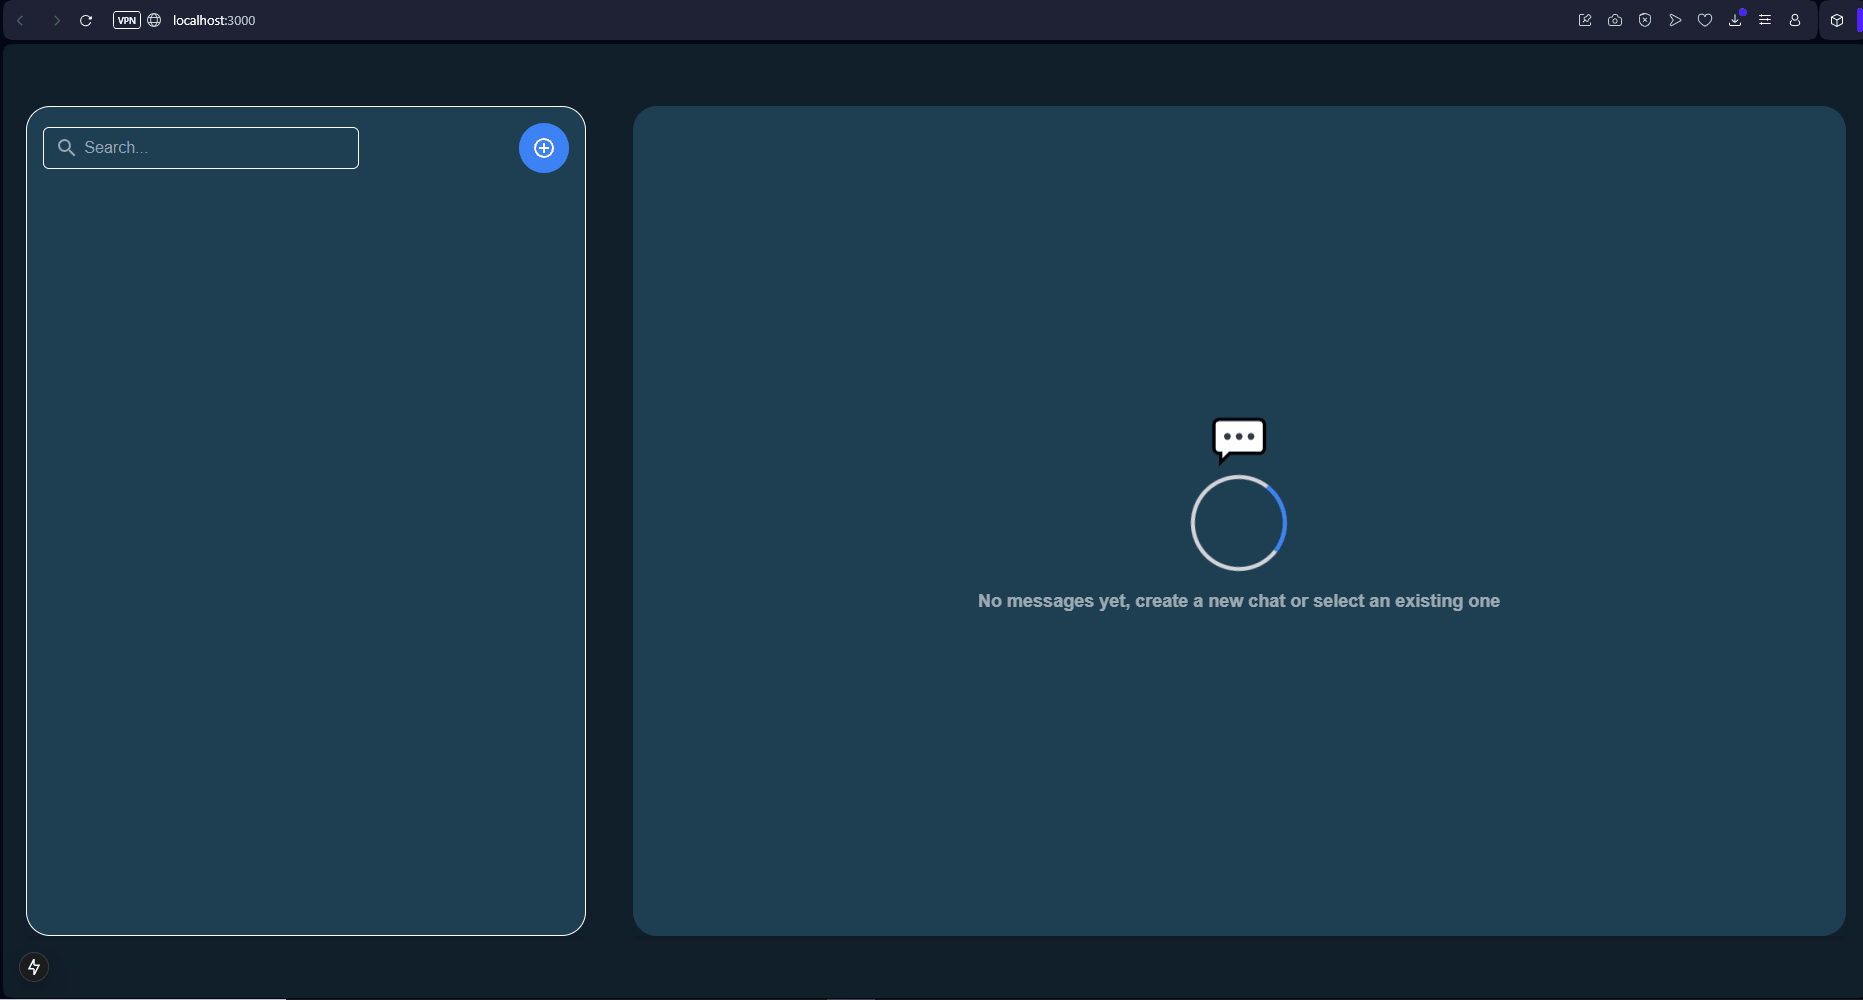 VPN
localhost:3000
Search...
No messages yet, create a new chat or select an existing one